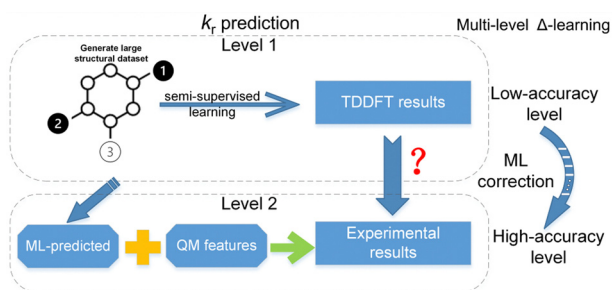 k_r prediction
Multi-level Δ-learning
Level 1
Generate large
structural dataset
1
2
3
semi-supervised
learning
TDDFT results
?
Low-accuracy
level
ML
correction
High-accuracy
level
Level 2
ML-predicted
QM features
Experimental
results